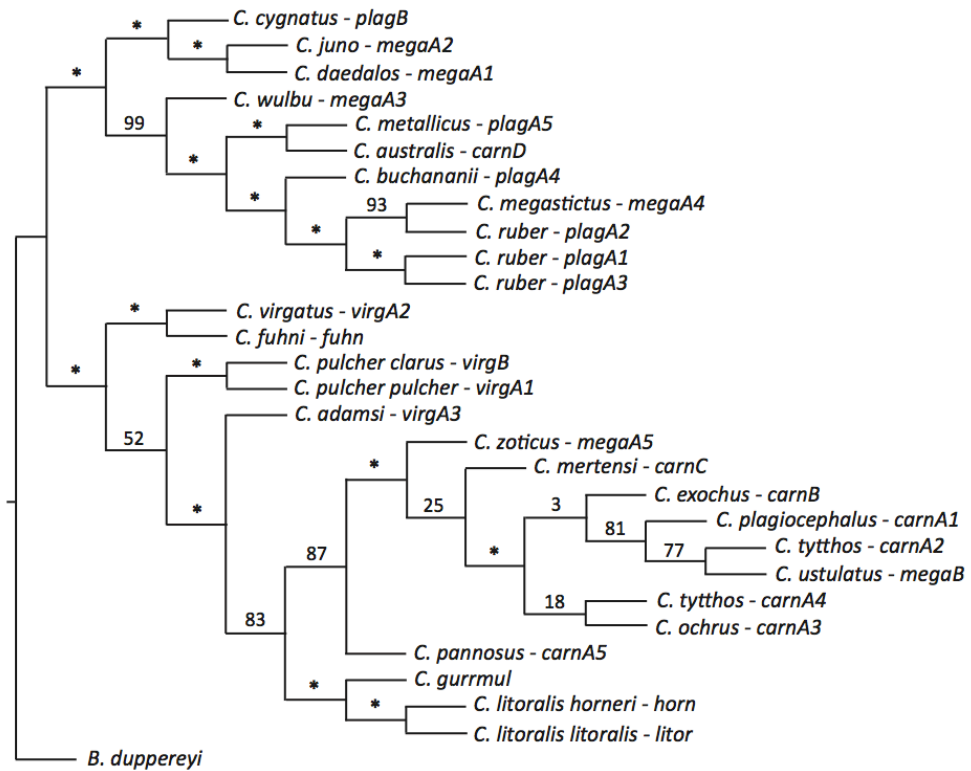 * C. cygnatus - plagB
* C. juno - megaA2
* C. daedalos - megaA1
C. wulbu - megaA3
99 * C. metallicus - plagA5
* C. australis - carnD
* C. buchananii - plagA4
93 C. megastictus - megaA4
* C. ruber - plagA2
* C. ruber - plagA1
C. ruber - plagA3
* C. virgatus - virgA2
C. fuhni - fuhn
* * C. pulcher clarus - virgB
C. pulcher pulcher - virgA1
C. adamsi - virgA3
52 C. zoticus - megaA5
* C. mertensi - carnC
* 25 3 C. exochus - carnB
81 C. plagiocephalus - carnA1
* 77 C. tytthos - carnA2
87 C. ustulatus - megaB
18 C. tytthos - carnA4
83 C. ochrus - carnA3
C. pannosus - carnA5
* C. gurrmul
* C. litoralis horneri - horn
C. litoralis litoralis - litor
B. duppereyi